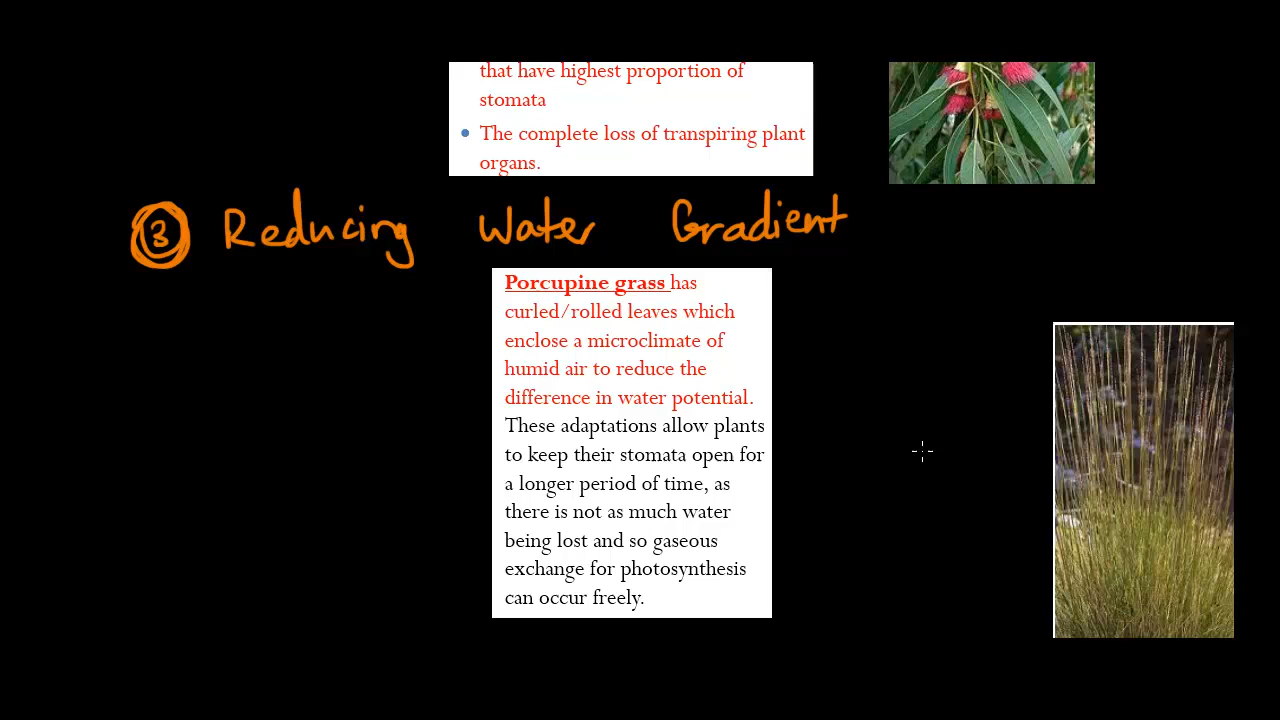 that have highest proportion of
stomata
• The complete loss of transpiring plant
organs.
3 Reducing Water Gradient
Porcupine grass has
curled/rolled leaves which
enclose a microclimate of
humid air to reduce the
difference in water potential.
These adaptations allow plants
to keep their stomata open for
a longer period of time, as
there is not as much water
being lost and so gaseous
exchange for photosynthesis
can occur freely.